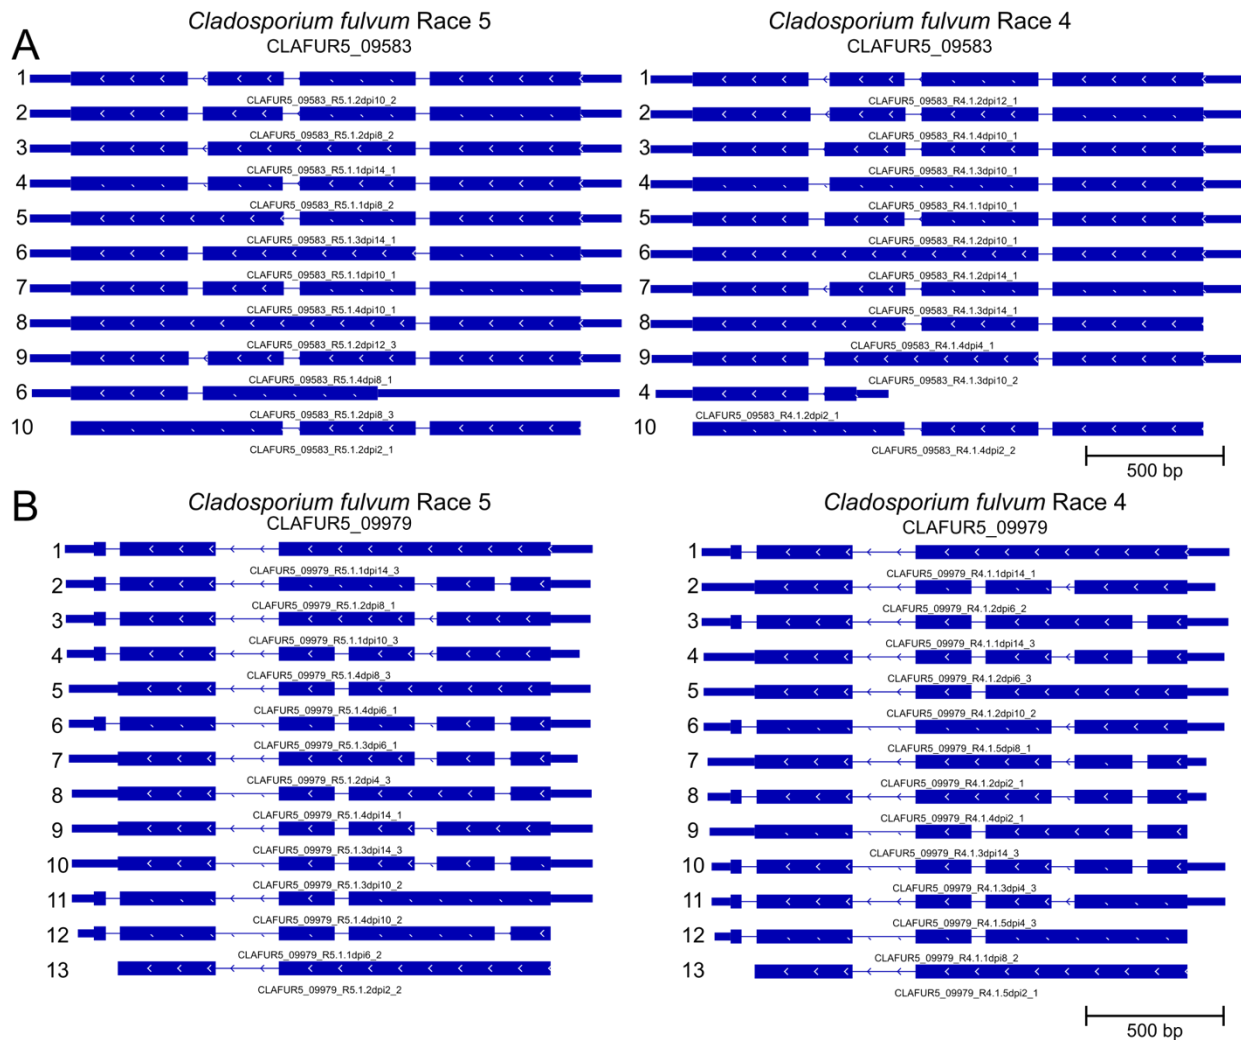 Cladosporium fulvum Race 5
Cladosporium fulvum Race 4
A
CLAFUR5_09583
CLAFUR5_09583
1
CLAFUR5_09583_R5.1.2dpi10_2
2
CLAFUR5_09583_R5.1.2dpi8_2
3
CLAFUR5_09583_R5.1.1dpi14_1
4
CLAFUR5_09583_R5.1.1dpi8_2
5
CLAFUR5_09583_R5.1.3dpi14_1
6
CLAFUR5_09583_R5.1.1dpi10_1
7
CLAFUR5_09583_R5.1.4dpi10_1
8
CLAFUR5_09583_R5.1.2dpi12_3
9
CLAFUR5_09583_R5.1.4dpi8_1
6
CLAFUR5_09583_R5.1.2dpi8_3
10
CLAFUR5_09583_R5.1.2dpi2_1
1
CLAFUR5_09583_R4.1.2dpi12_1
2
CLAFUR5_09583_R4.1.4dpi10_1
3
CLAFUR5_09583_R4.1.3dpi10_1
4
CLAFUR5_09583_R4.1.1dpi10_1
5
CLAFUR5_09583_R4.1.2dpi10_1
6
CLAFUR5_09583_R4.1.2dpi14_1
7
CLAFUR5_09583_R4.1.3dpi14_1
8
CLAFUR5_09583_R4.1.4dpi4_1
9
CLAFUR5_09583_R4.1.3dpi10_2
4
CLAFUR5_09583_R4.1.2dpi2_1
10
CLAFUR5_09583_R4.1.4dpi2_2
500 bp
B
Cladosporium fulvum Race 5
CLAFUR5_09979
Cladosporium fulvum Race 4
CLAFUR5_09979
1
CLAFUR5_09979_R5.1.1dpi14_3
2
CLAFUR5_09979_R5.1.2dpi8_1
3
CLAFUR5_09979_R5.1.1dpi10_3
4
CLAFUR5_09979_R5.1.4dpi8_3
5
CLAFUR5_09979_R5.1.4dpi6_1
6
CLAFUR5_09979_R5.1.3dpi6_1
7
CLAFUR5_09979_R5.1.2dpi4_3
8
CLAFUR5_09979_R5.1.4dpi14_1
9
CLAFUR5_09979_R5.1.3dpi14_3
10
CLAFUR5_09979_R5.1.3dpi10_2
11
CLAFUR5_09979_R5.1.4dpi10_2
12
CLAFUR5_09979_R5.1.1dpi6_2
13
CLAFUR5_09979_R5.1.2dpi2_2
1
CLAFUR5_09979_R4.1.1dpi14_1
2
CLAFUR5_09979_R4.1.2dpi6_2
3
CLAFUR5_09979_R4.1.1dpi14_3
4
CLAFUR5_09979_R4.1.2dpi6_3
5
CLAFUR5_09979_R4.1.2dpi10_2
6
CLAFUR5_09979_R4.1.5dpi8_1
7
CLAFUR5_09979_R4.1.2dpi2_1
8
CLAFUR5_09979_R4.1.4dpi2_1
9
CLAFUR5_09979_R4.1.3dpi14_3
10
CLAFUR5_09979_R4.1.3dpi4_3
11
CLAFUR5_09979_R4.1.5dpi4_3
12
CLAFUR5_09979_R4.1.1dpi8_2
13
CLAFUR5_09979_R4.1.5dpi2_1
500 bp